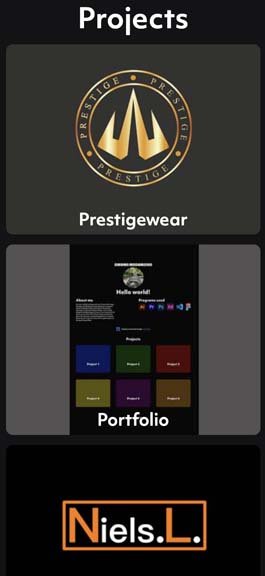 Projects
PRESTIGE • PRESTIGE • PRESTIGE
Prestigewear
Hello world!
About me
Programs used
Projects
Project 1
Project 2
Project 3
Project 4
Project 5
Project 6
Portfolio
Niels.L.